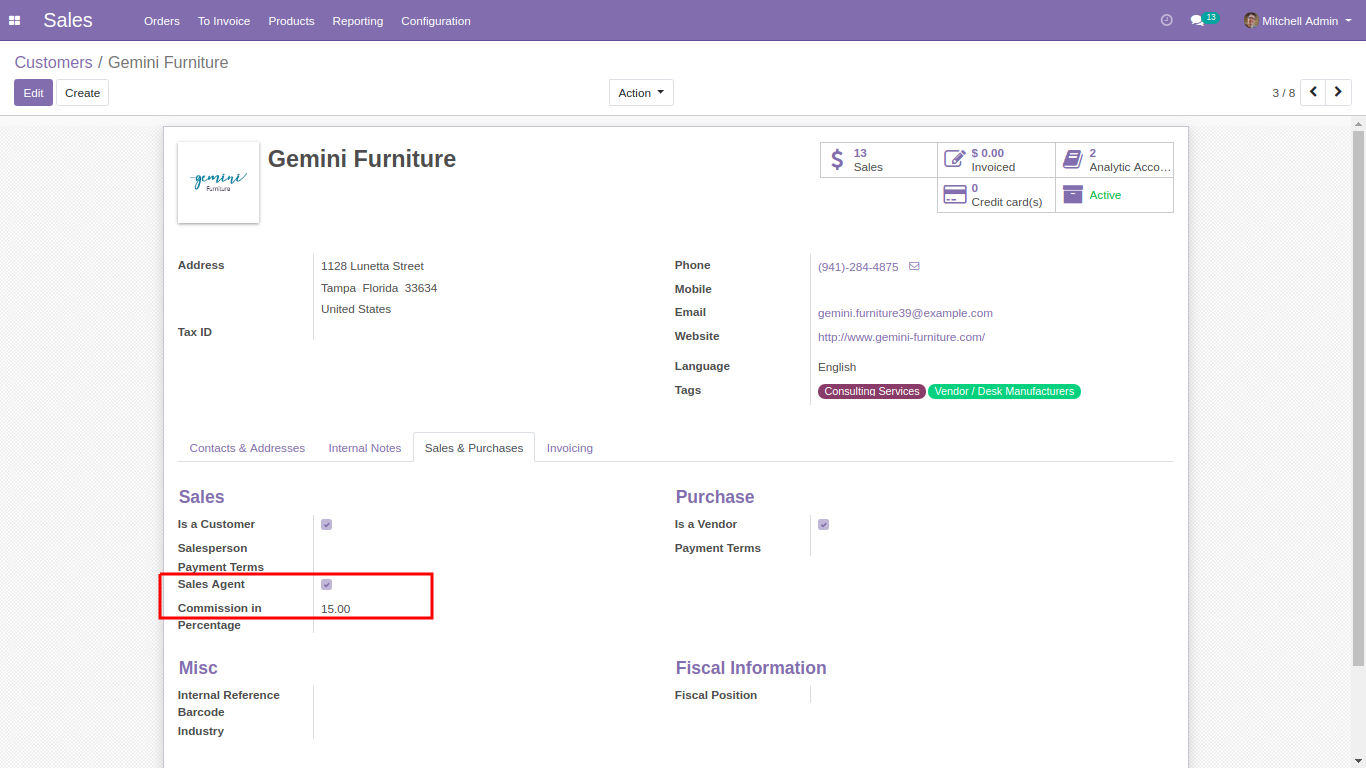 Sales Orders To Invoice Products Reporting Configuration 13 Mitchell Admin
Customers / Gemini Furniture
Edit Create Action 3 / 8
gemini
Furniture
Gemini Furniture
13
Sales
$ 0.00
Invoiced
2
Analytic Acco...
0
Credit card(s)
Active
Address 1128 Lunetta Street
Tampa Florida 33634
United States
Tax ID
Phone (941)-284-4875
Mobile
Email gemini.furniture39@example.com
Website http://www.gemini-furniture.com/
Language English
Tags Consulting Services Vendor / Desk Manufacturers
Contacts & Addresses Internal Notes Sales & Purchases Invoicing
Sales
Is a Customer
Salesperson
Payment Terms
Sales Agent
Commission in 15.00
Percentage
Purchase
Is a Vendor
Payment Terms
Misc
Internal Reference
Barcode
Industry
Fiscal Information
Fiscal Position